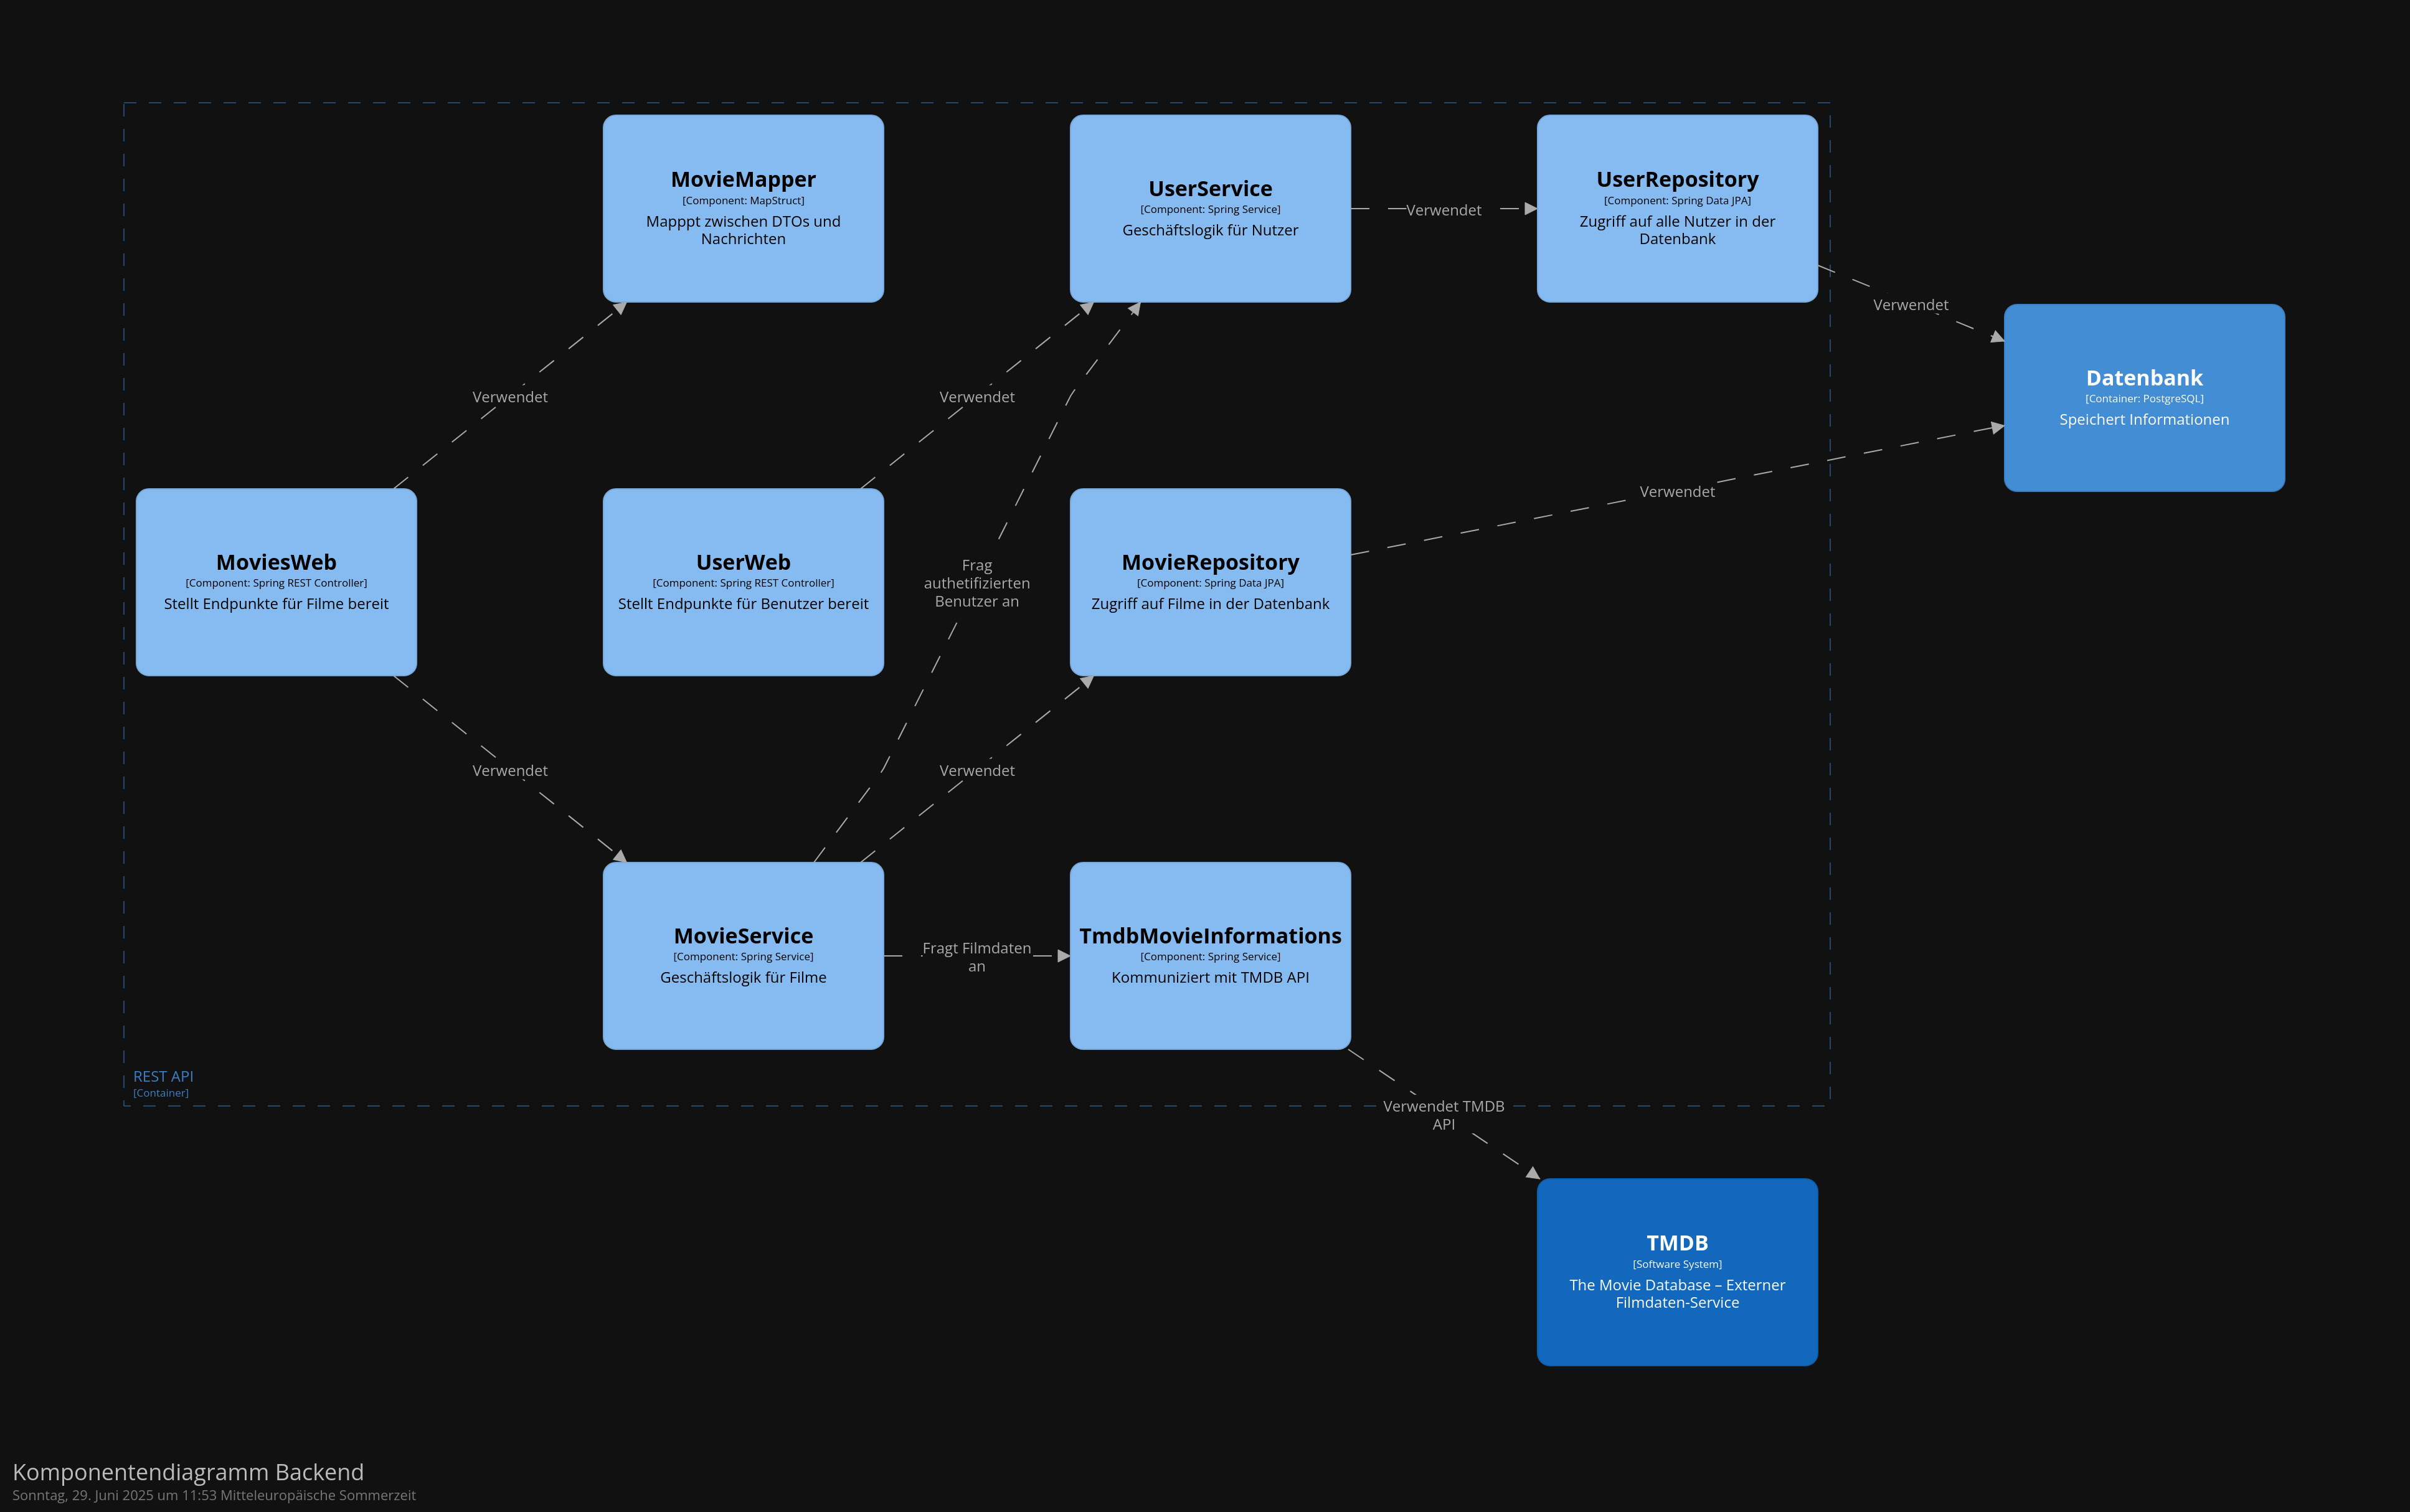 MovieMapper
[Component: MapStruct]
Mapppt zwischen DTOs und
Nachrichten
UserService
[Component: Spring Service]
Geschäftslogik für Nutzer
Verwendet
UserRepository
[Component: Spring Data JPA]
Zugriff auf alle Nutzer in der
Datenbank
Verwendet
Datenbank
[Container: PostgreSQL]
Speichert Informationen
Verwendet
Verwendet
Verwendet
MoviesWeb
[Component: Spring REST Controller]
Stellt Endpunkte für Filme bereit
UserWeb
[Component: Spring REST Controller]
Stellt Endpunkte für Benutzer bereit
Frag
authetifizierten
Benutzer an
MovieRepository
[Component: Spring Data JPA]
Zugriff auf Filme in der Datenbank
Verwendet
Verwendet
MovieService
[Component: Spring Service]
Geschäftslogik für Filme
Fragt Filmdaten
an
TmdbMovieInformations
[Component: Spring Service]
Kommuniziert mit TMDB API
REST API
[Container]
Verwendet TMDB
API
TMDB
[Software System]
The Movie Database – Externer
Filmdaten-Service
Komponentendiagramm Backend
Sonntag, 29. Juni 2025 um 11:53 Mitteleuropäische Sommerzeit